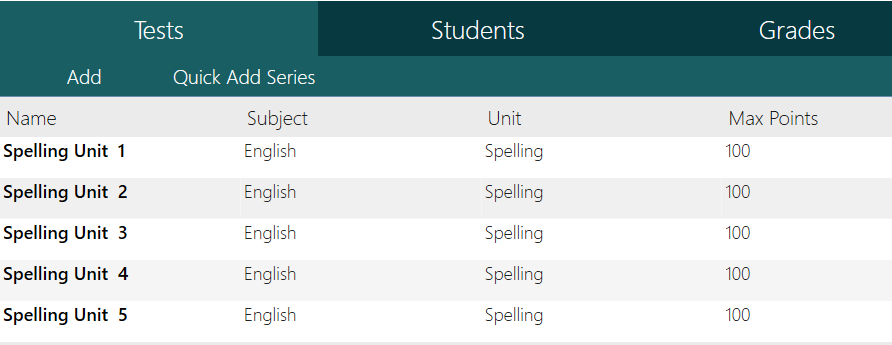 Tests Students Grades
Add Quick Add Series
Name Subject Unit Max Points
Spelling Unit 1 English Spelling 100
Spelling Unit 2 English Spelling 100
Spelling Unit 3 English Spelling 100
Spelling Unit 4 English Spelling 100
Spelling Unit 5 English Spelling 100